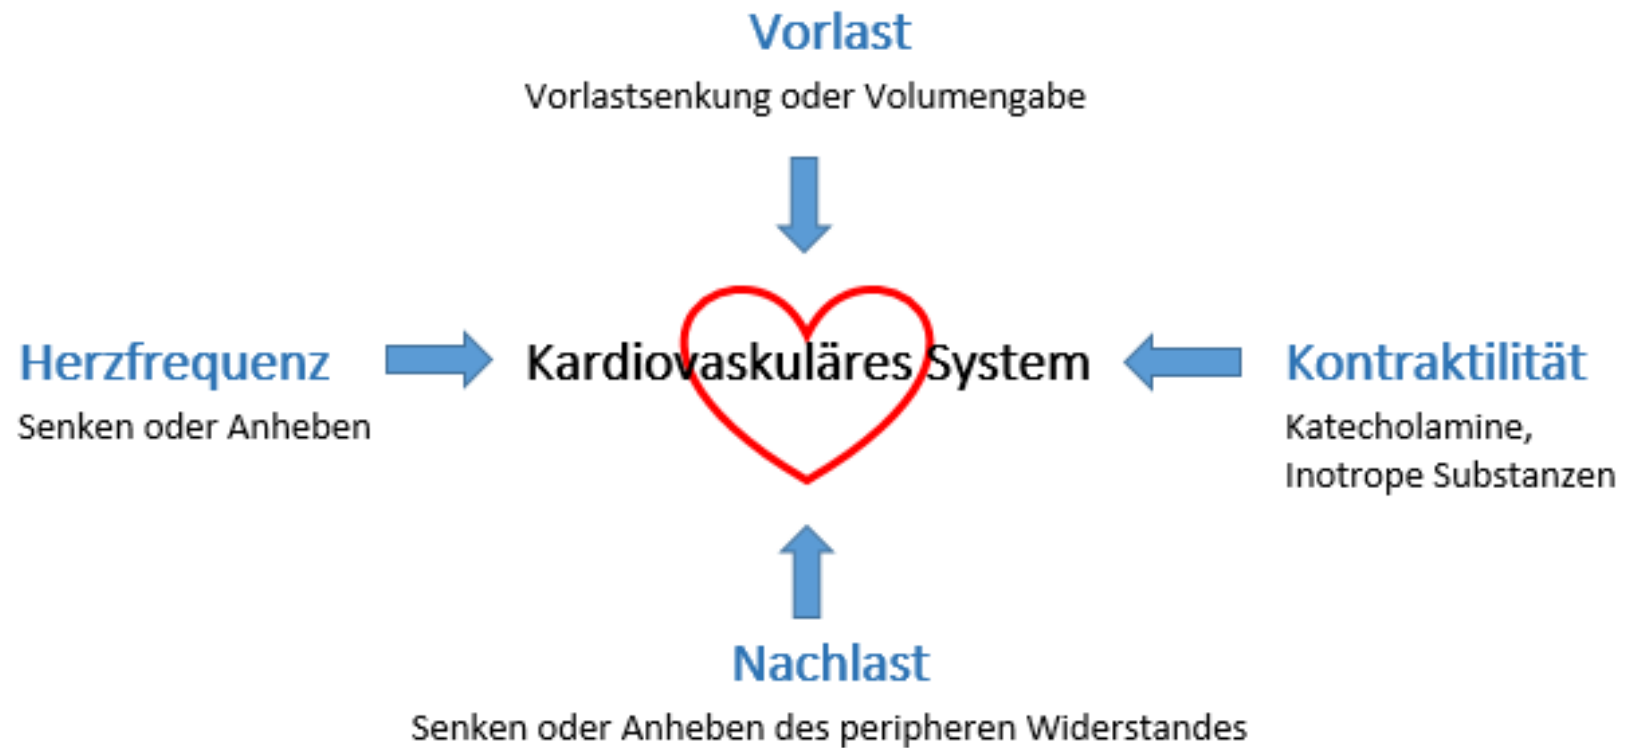 Vorlast
Vorlastsenkung oder Volumengabe
Herzfrequenz
Senken oder Anheben
Kardiovaskuläres System
Kontraktilität
Katecholamine,
Inotrope Substanzen
Nachlast
Senken oder Anheben des peripheren Widerstandes